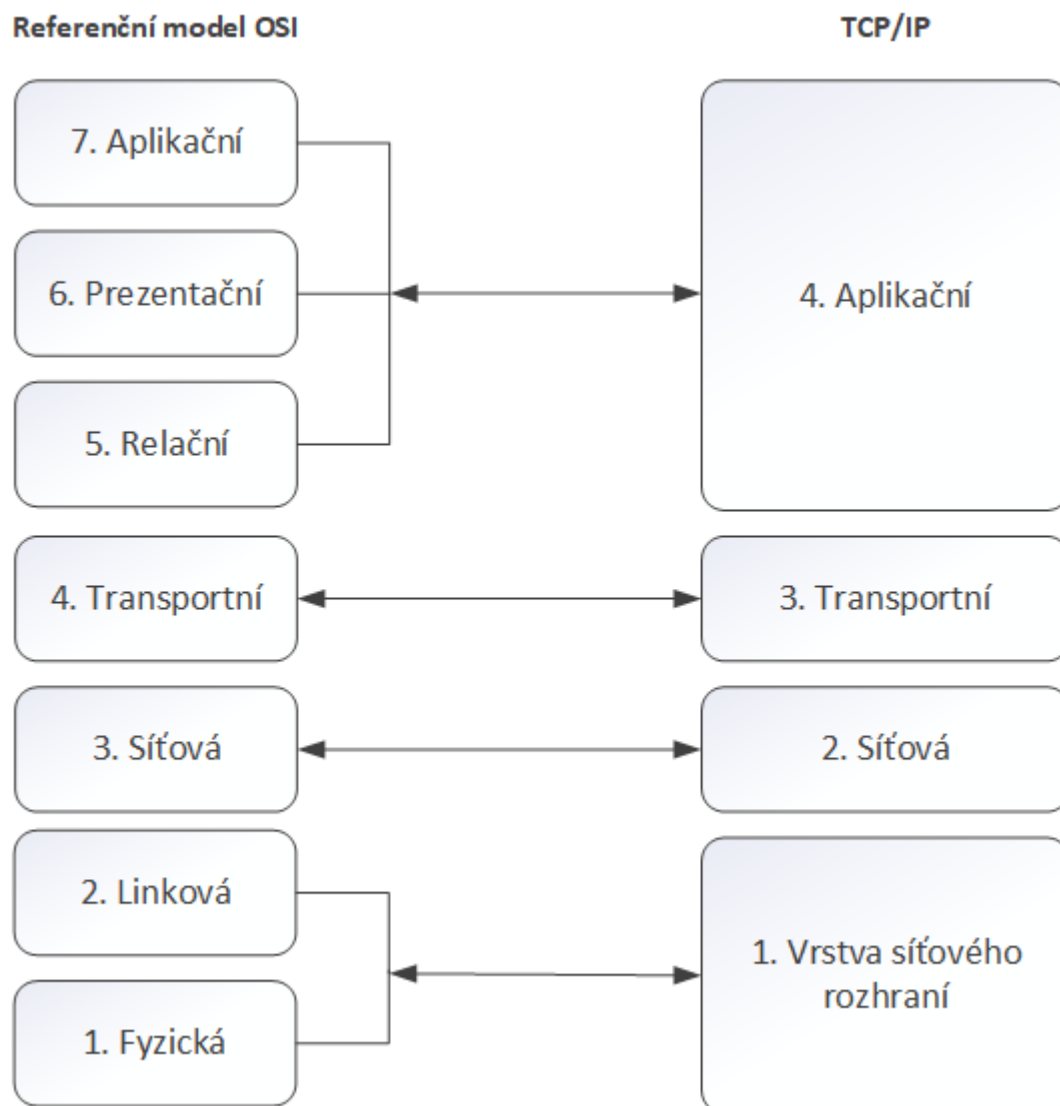 Referenční model OSI
TCP/IP
7. Aplikační
6. Prezentační
5. Relační
4. Aplikační
4. Transportní
3. Transportní
3. Síťová
2. Síťová
2. Linková
1. Fyzická
1. Vrstva síťového
rozhraní